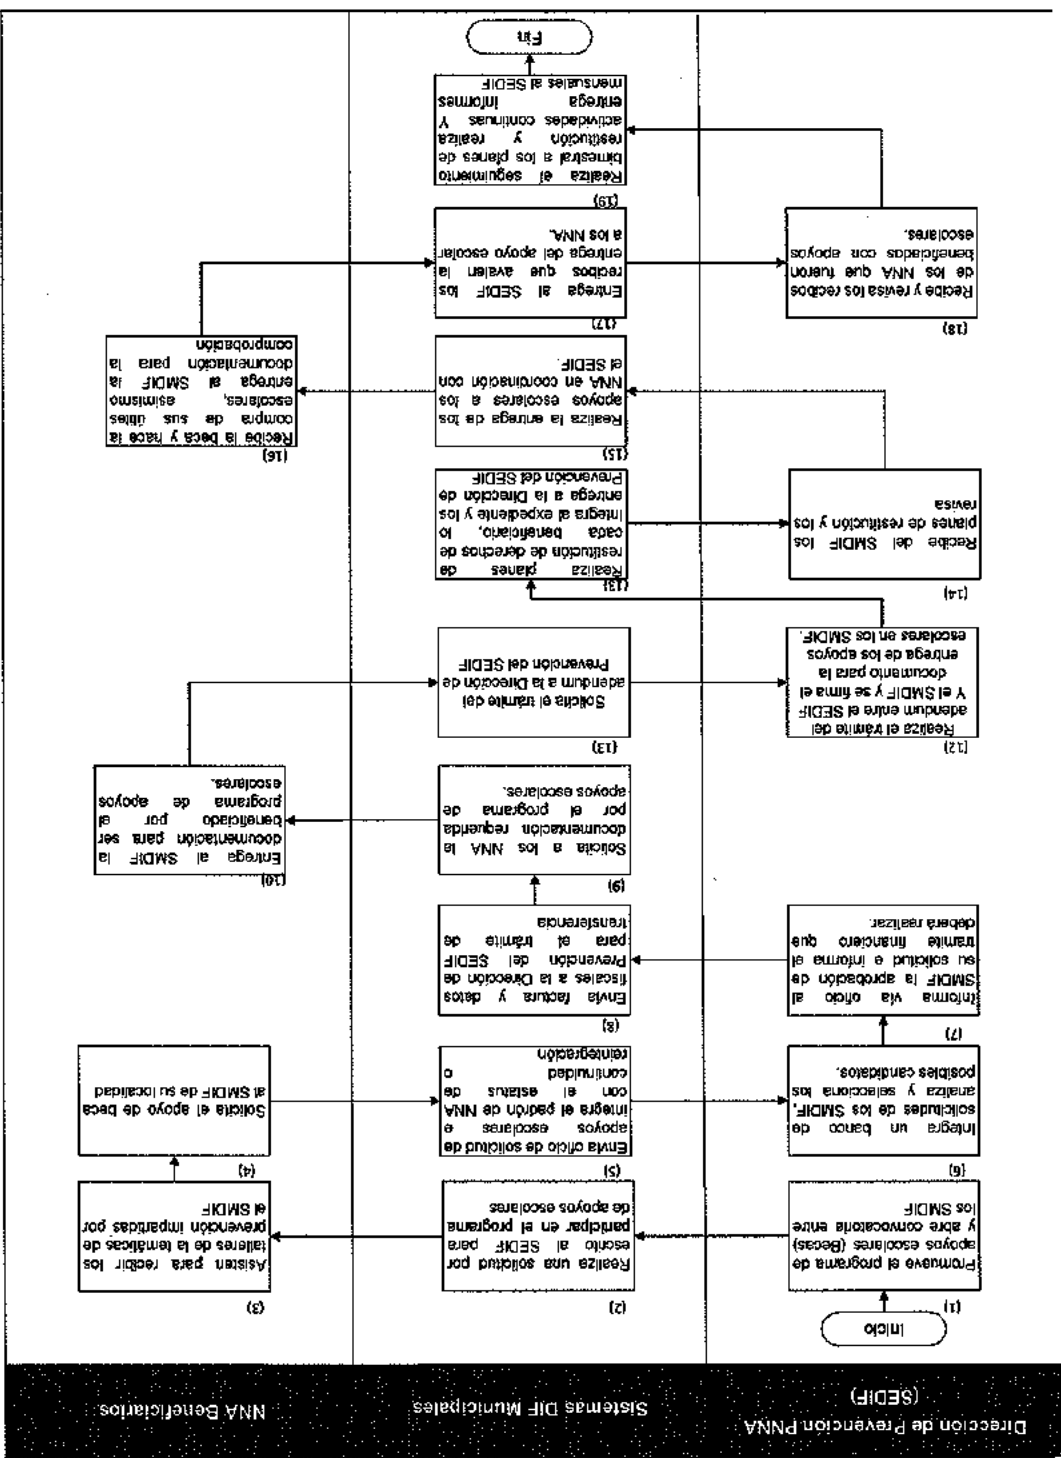 Dirección de Prevención PNNA
(SEDIF)
Sistemas DIF Municipales
NNA Beneficiarios
Inicio
(1)
Promueve el programa de
apoyos escolares (Becas)
y abre convocatoria entre
los SMDIF
(2)
Realiza una solicitud por
escrito al SEDIF para
participar en el programa
de apoyos escolares
(3)
Asisten para recibir los
talleres de la temáticas de
prevención impartidas por
el SMDIF
(4)
Solicita el apoyo de beca
al SMDIF de su localidad
(5)
Envía oficio de solicitud de
apoyos escolares e
integra el padrón de NNA
con el estatus de
continuidad o
reintegración
(6)
Integra un banco de
solicitudes de los SMDIF,
analiza y selecciona los
posibles candidatos.
(7)
Informa vía oficio al
SMDIF la aprobación de
su solicitud e informa el
tramite financiero que
deberá realizar.
(8)
Envía factura y datos
fiscales a la Dirección de
Prevención del SEDIF
para el trámite de
transferencia
(9)
Solicita a los NNA la
documentación requerida
por el programa de
apoyos escolares.
(10)
Entrega al SMDIF la
documentación para ser
beneficiado por el
programa de apoyos
escolares.
(13)
Solicita el trámite del
adendum a la Dirección de
Prevención del SEDIF
(12)
Realiza el trámite del
adendum entre el SEDIF
Y el SMDIF y se firma el
documento para la
entrega de los apoyos
escolares en los SMDIF.
(13)
Realiza planes de
restitución de derechos de
cada beneficiario, lo
Integra al expediente y los
entrega a la Dirección de
Prevención del SEDIF
(14)
Recibe del SMDIF los
planes de restitución y los
revisa
(15)
Realiza la entrega de los
apoyos escolares a los
NNA en coordinación con
el SEDIF.
(16)
Recibe la beca y hace la
compra de sus útiles
escolares, asimismo
entrega al SMDIF la
documentación para la
comprobación
(17)
Entrega al SEDIF los
recibos que avalen la
entrega del apoyo escolar
a los NNA.
(18)
Recibe y revisa los recibos
de los NNA que fueron
beneficiados con apoyos
escolares.
(19)
Realiza el seguimiento
bimestral a los planes de
restitución y realiza
actividades continuas Y
entrega informes
mensuales al SEDIF
Fin